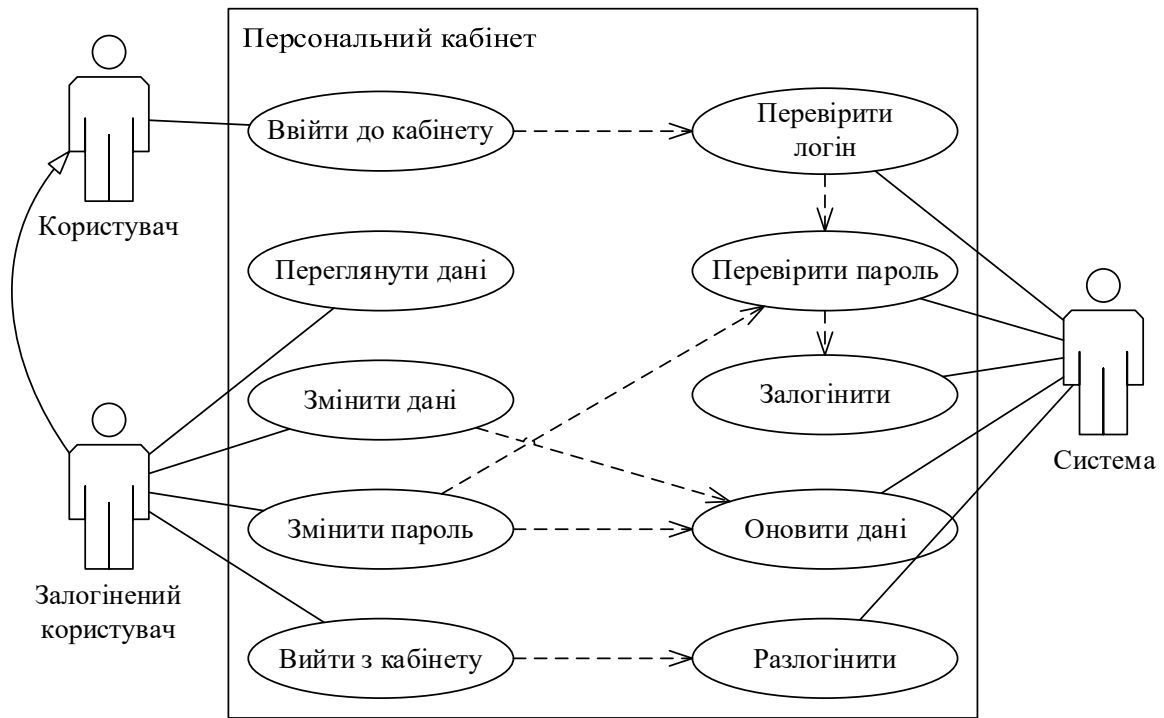 Персональний кабінет
Ввійти до кабінету
Перевірити
логін
Користувач
Переглянути дані
Перевірити пароль
Змінити дані
Залогінити
Система
Змінити пароль
Оновити дані
Залогінений
користувач
Вийти з кабінету
Разлогінити